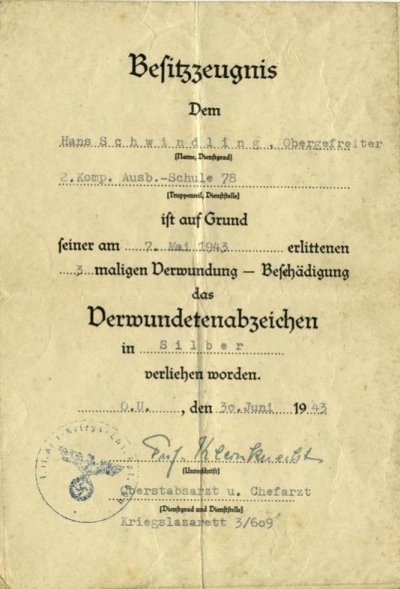 Besitzzeugnis
Dem
Hans Schwindling, Obergefreiter
(Name, Dienstgrad)
2.Komp. Ausb.-Schule 78
(Truppenteil, Dienststelle)
ist auf Grund
seiner am 7. Mai 1943 erlittenen
3 maligen Verwundung – Beschädigung
das
Verwundetenabzeichen
in Silber
verliehen worden.
O.U. , den 30.Juni 1943
(Unterschrift)
Oberstabsarzt u. Chefarzt
(Dienstgrad und Dienststelle)
Kriegslazarett 3/609